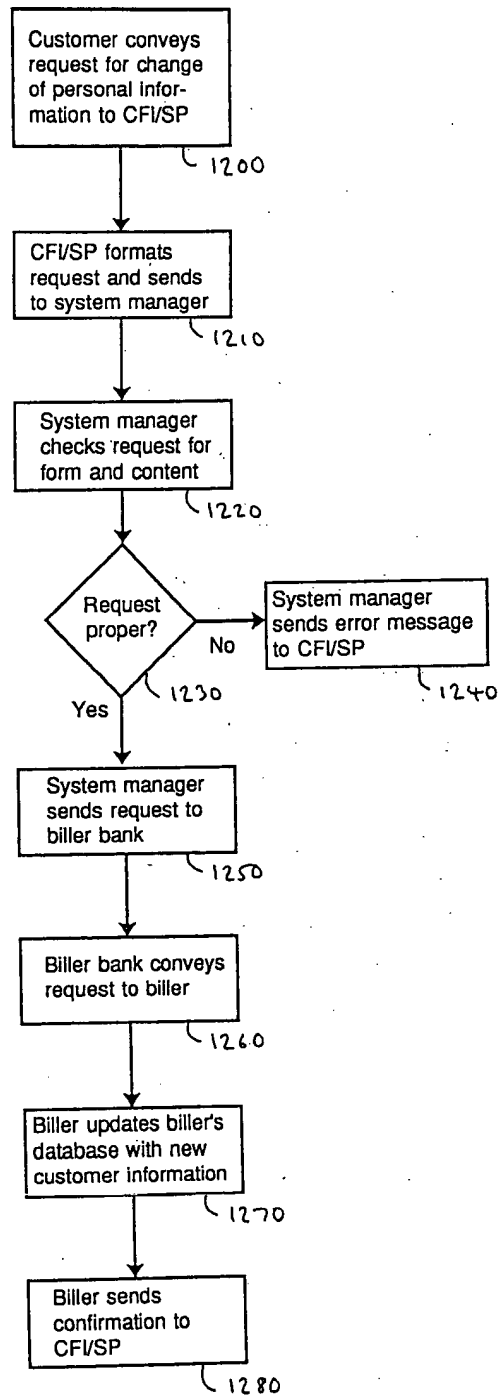 Customer conveys
request for change
of personal infor-
mation to CFI/SP
1200
CFI/SP formats
request and sends
to system manager
1210
System manager
checks request for
form and content
1220
Request
proper?
1230
No
System manager
sends error message
to CFI/SP
1240
Yes
System manager
sends request to
biller bank
1250
Biller bank conveys
request to biller
1260
Biller updates biller's
database with new
customer information
1270
Biller sends
confirmation to
CFI/SP
1280